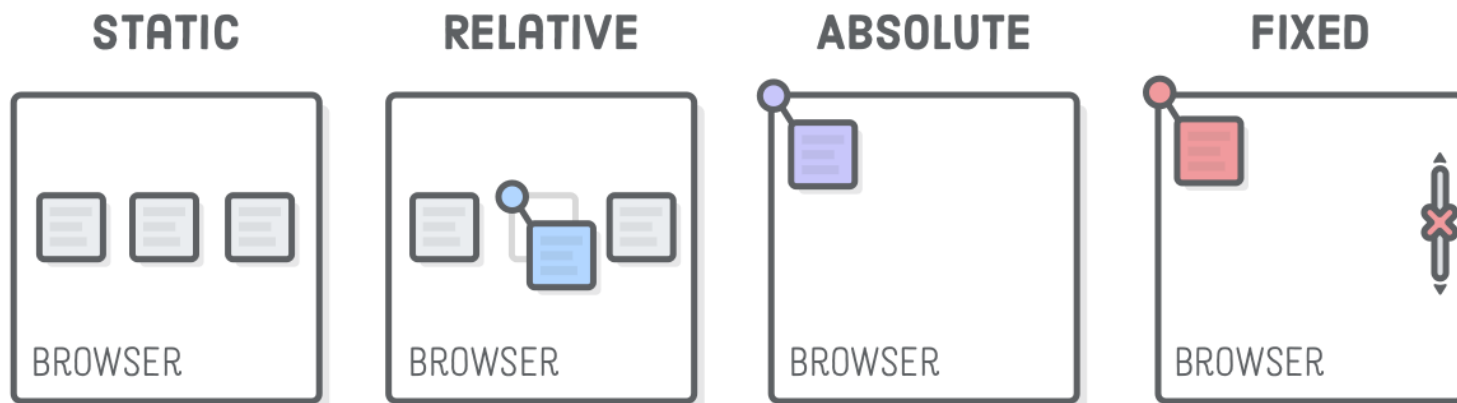 STATIC
RELATIVE
ABSOLUTE
FIXED
BROWSER
BROWSER
BROWSER
BROWSER